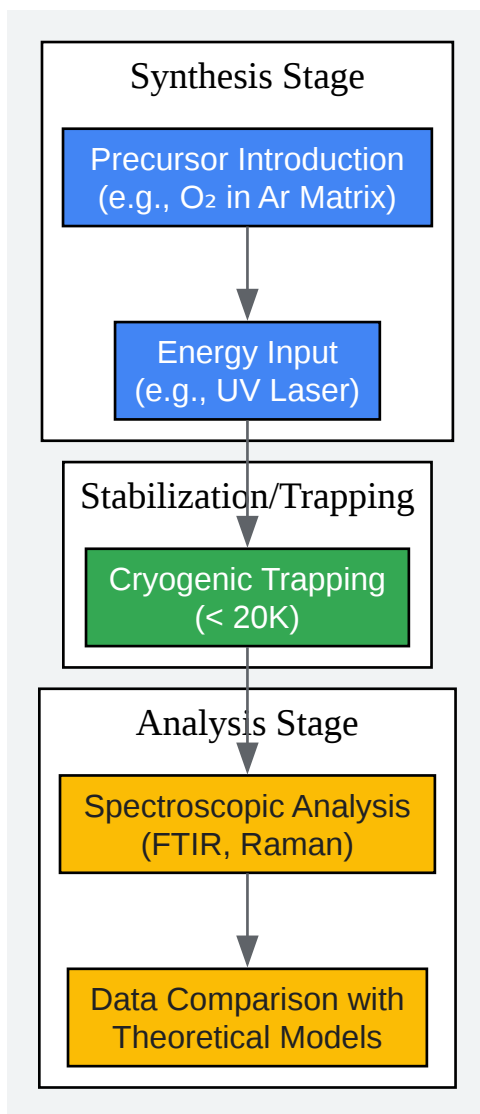 Synthesis Stage
Precursor Introduction
(e.g., O₂ in Ar Matrix)
Energy Input
(e.g., UV Laser)
Stabilization/Trapping
Cryogenic Trapping
(< 20K)
Analysis Stage
Spectroscopic Analysis
(FTIR, Raman)
Data Comparison with
Theoretical Models